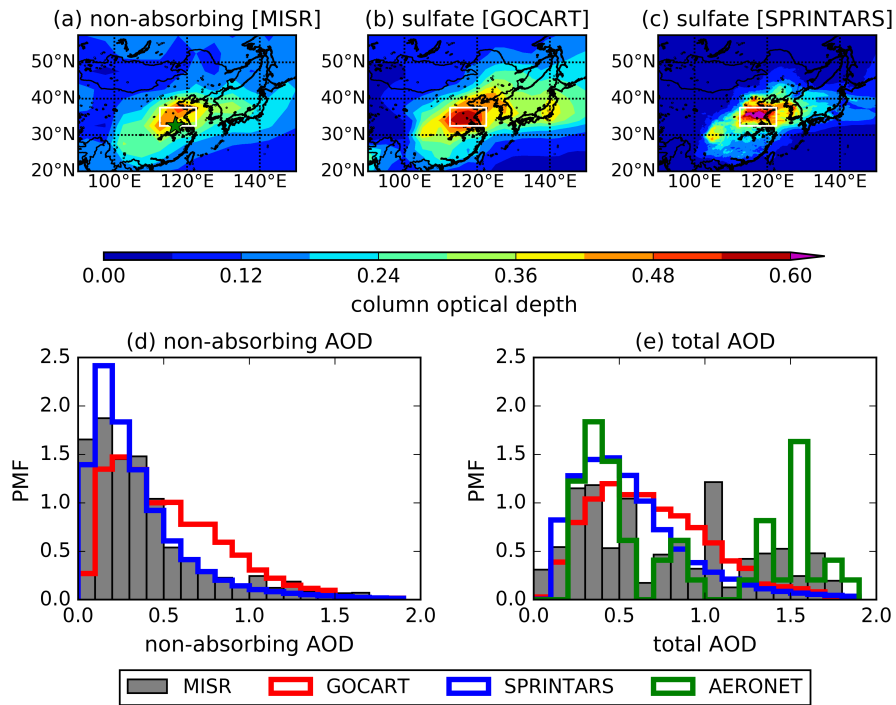 (a) non-absorbing [MISR] (b) sulfate [GOCART] (c) sulfate [SPRINTARS]
50°N
40°N
30°N
20°N
100°E 120°E 140°E
50°N
40°N
30°N
20°N
100°E 120°E 140°E
50°N
40°N
30°N
20°N
100°E 120°E 140°E
0.00 0.12 0.24 0.36 0.48 0.60
column optical depth
(d) non-absorbing AOD
2.5
2.0
1.5
1.0
0.5
0.0
PMF
0.0 0.5 1.0 1.5 2.0
non-absorbing AOD
(e) total AOD
2.5
2.0
1.5
1.0
0.5
0.0
PMF
0.0 0.5 1.0 1.5 2.0
total AOD
MISR GOCART SPRINTARS AERONET